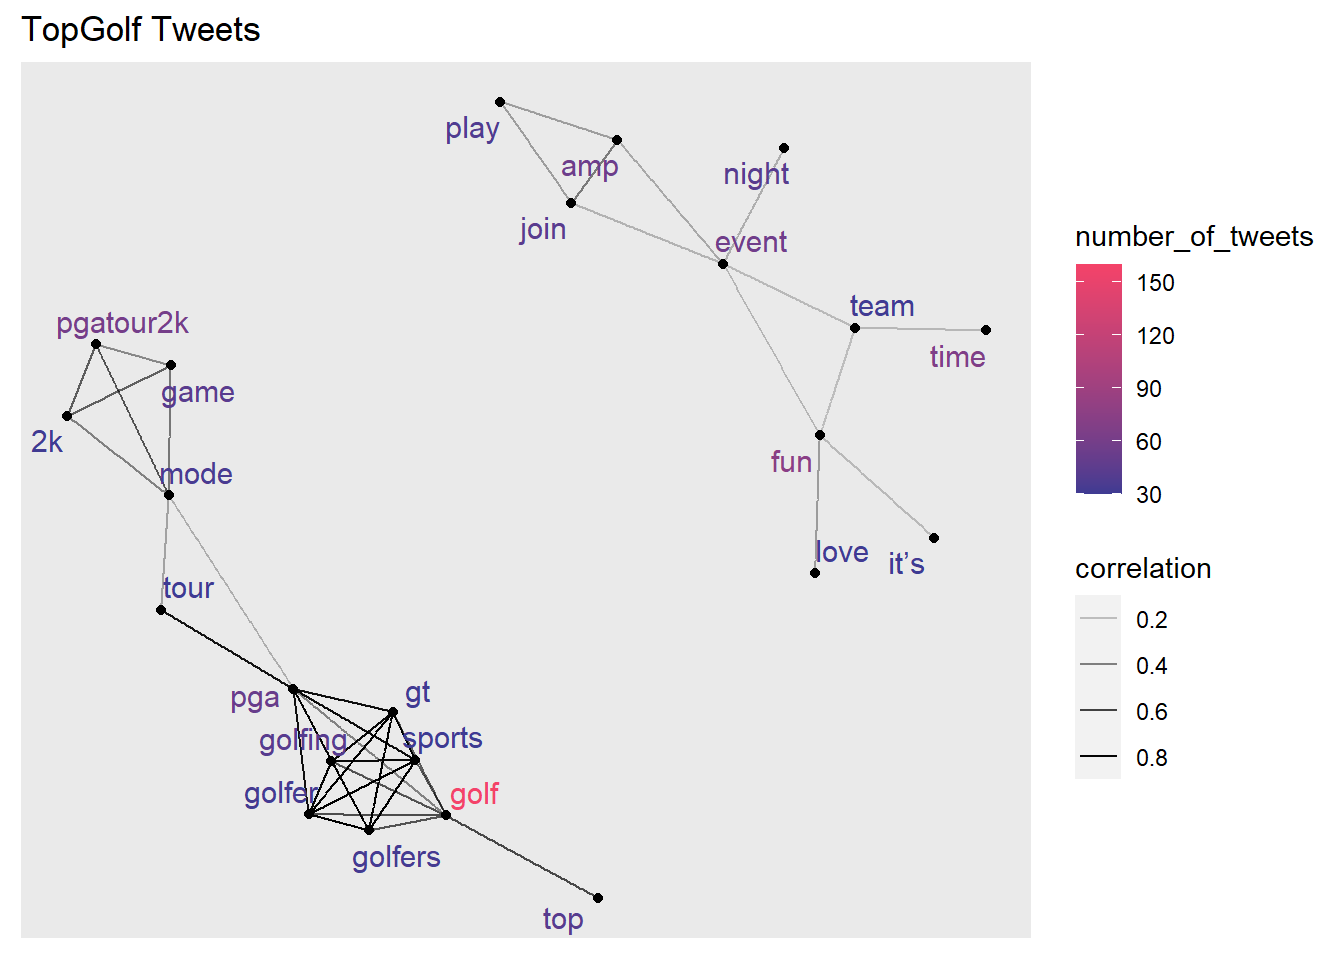 TopGolf Tweets
play
amp
night
join
event
team
time
pgatour2k
game
2k
mode
fun
love
it’s
tour
pga
gt
golfing
sports
golfer
golf
golfers
top
number_of_tweets
150
120
90
60
30
correlation
0.2
0.4
0.6
0.8